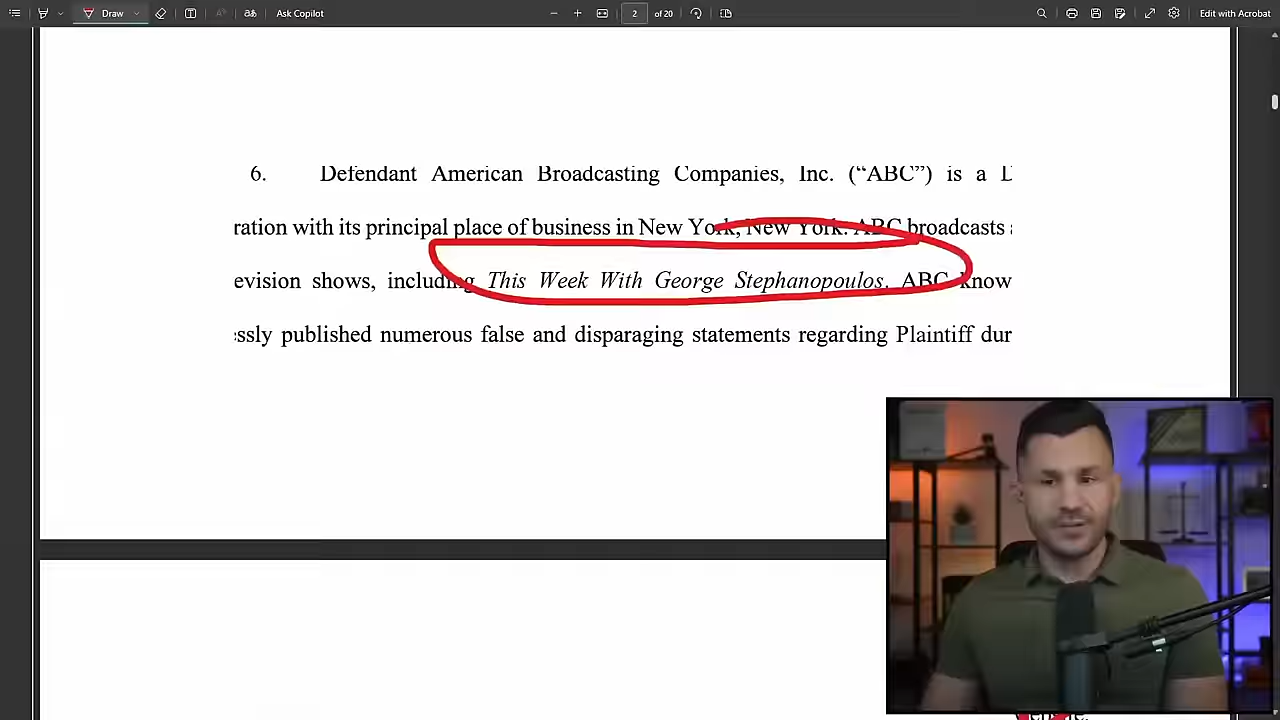 Draw
Ask Copilot
2 of 20
Edit with Acrobat
6. Defendant American Broadcasting Companies, Inc. (“ABC”) is a
ration with its principal place of business in New York, New York. ABC broadcasts
evision shows, including This Week With George Stephanopoulos. ABC know
ssly published numerous false and disparaging statements regarding Plaintiff dur